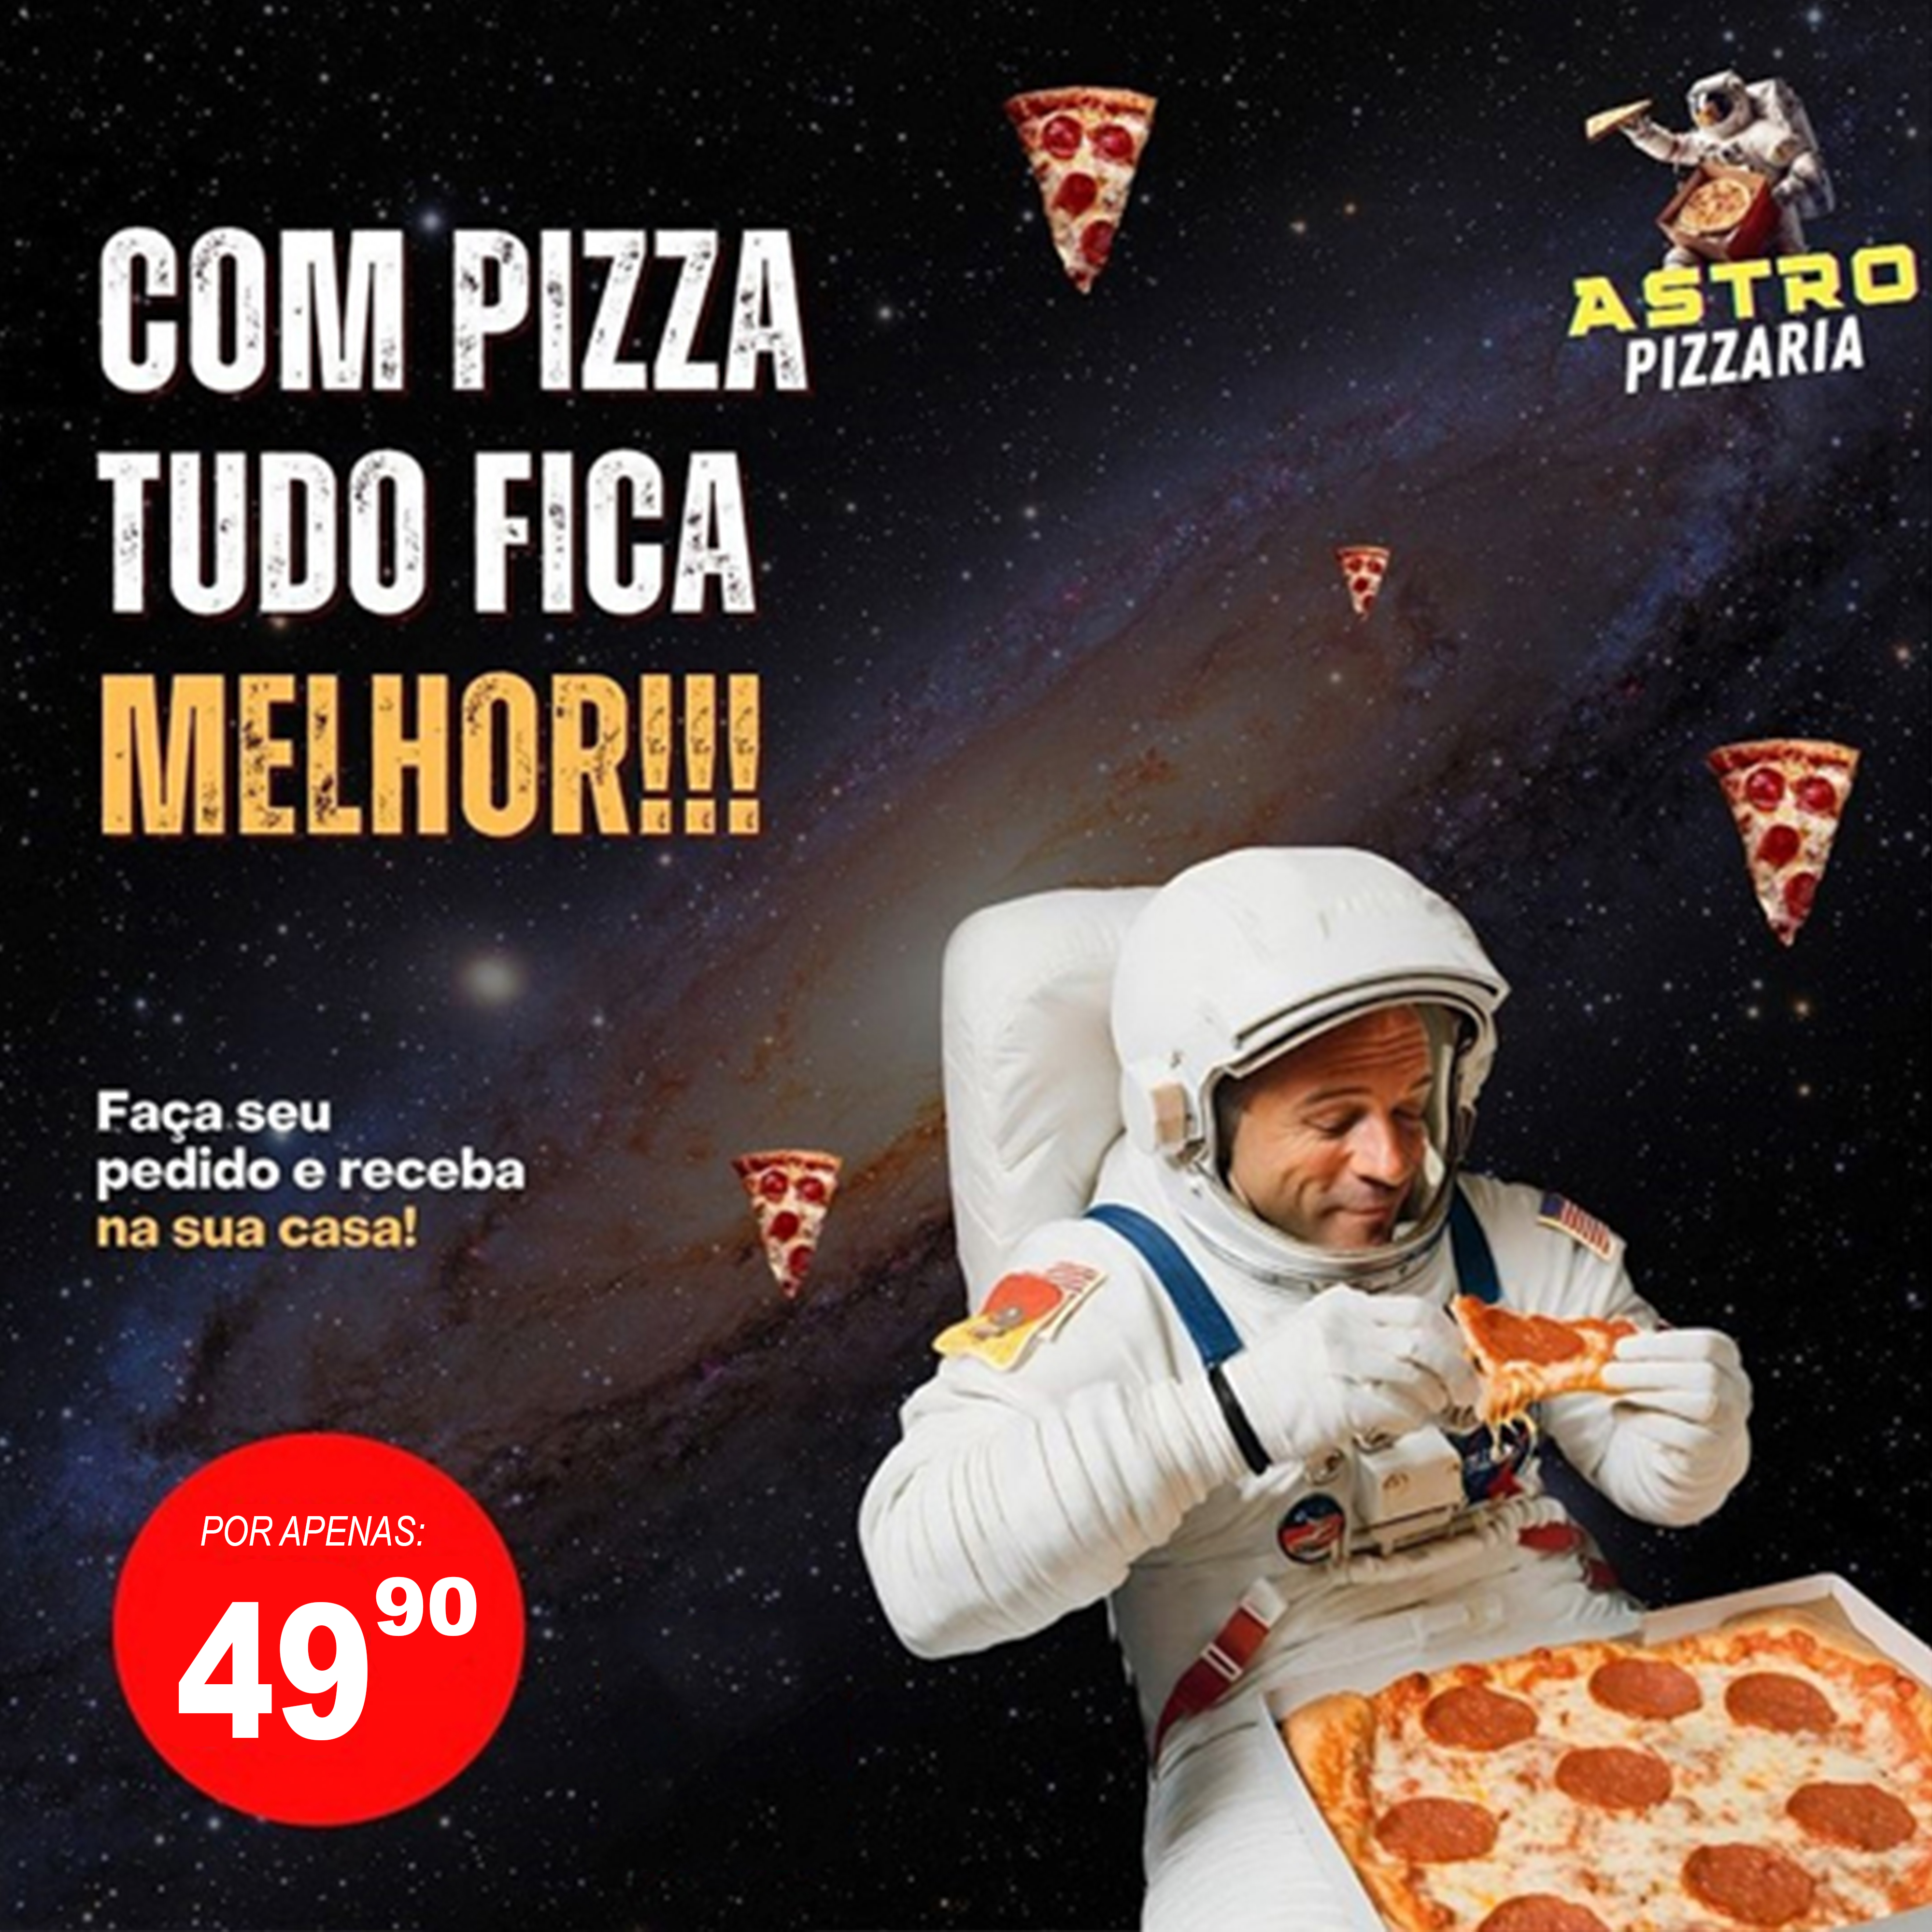 COM PIZZA
TUDO FICA
MELHOR!!!
ASTRO
PIZZARIA
Faça seu
pedido e receba
na sua casa!
POR APENAS:
49 90